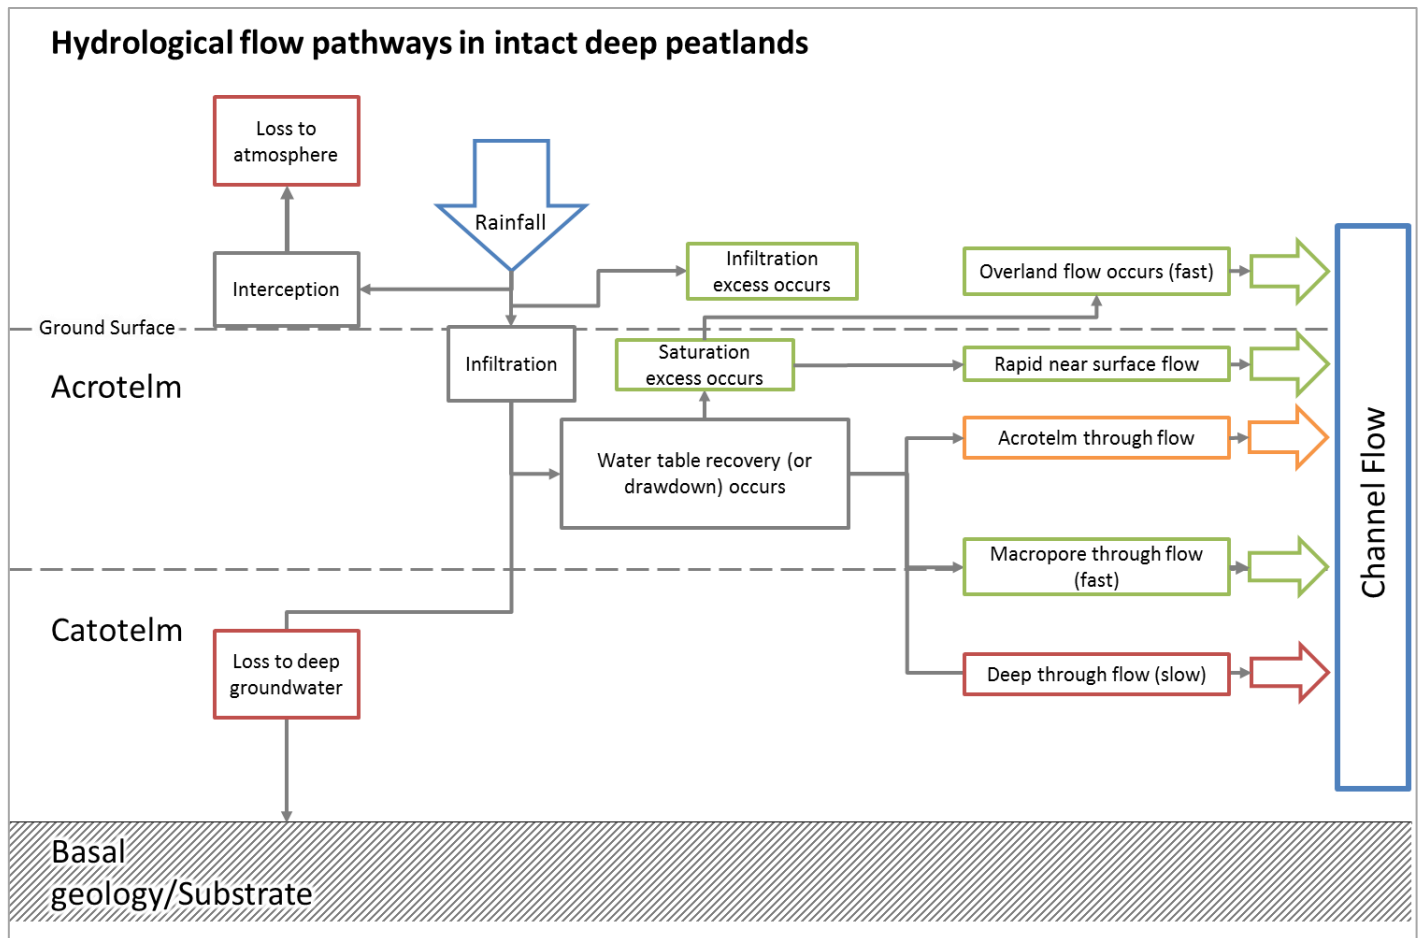 Hydrological flow pathways in intact deep peatlands
Loss to
atmosphere
Rainfall
Interception
Infiltration
excess occurs
Overland flow occurs (fast)
Ground Surface
Acrotelm
Infiltration
Saturation
excess occurs
Rapid near surface flow
Water table recovery (or
drawdown) occurs
Acrotelm through flow
Macropore through flow
(fast)
Channel Flow
Catotelm
Loss to deep
groundwater
Deep through flow (slow)
Basal
geology/Substrate